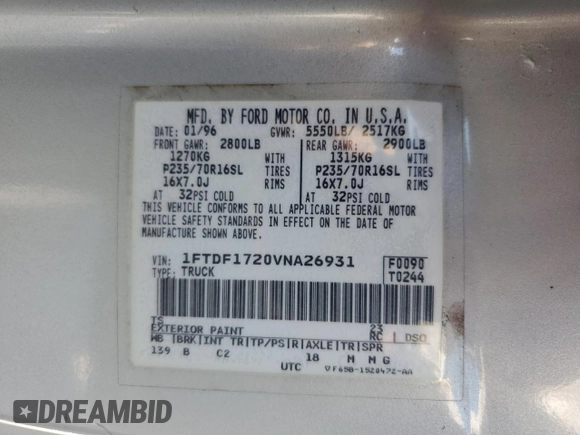 MFD. BY FORD MOTOR CO. IN U.S.A.
DATE: 01/96 GVWR: 5550LB/ 2517KG
FRONT GAWR: 2800LB REAR GAWR: 2900LB
1270KG WITH 1315KG WITH
P235/70R16SL TIRES P235/70R16SL TIRES
16X7.0J RIMS 16X7.0J RIMS
AT 32PSI COLD AT 32PSI COLD
THIS VEHICLE CONFORMS TO ALL APPLICABLE FEDERAL MOTOR
VEHICLE SAFETY STANDARDS IN EFFECT ON THE DATE OF
MANUFACTURE SHOWN ABOVE.
VIN: 1FTDF1720VNA26931 F0090
TYPE: TRUCK T0244
TS 23
EXTERIOR PAINT RC DSO
WB |BRK|INT TR|TP/PS|R|AXLE|TR|SPR
139 B C2 18 M M G
UTC ▽F65B-1520472-AA
DREAMBID